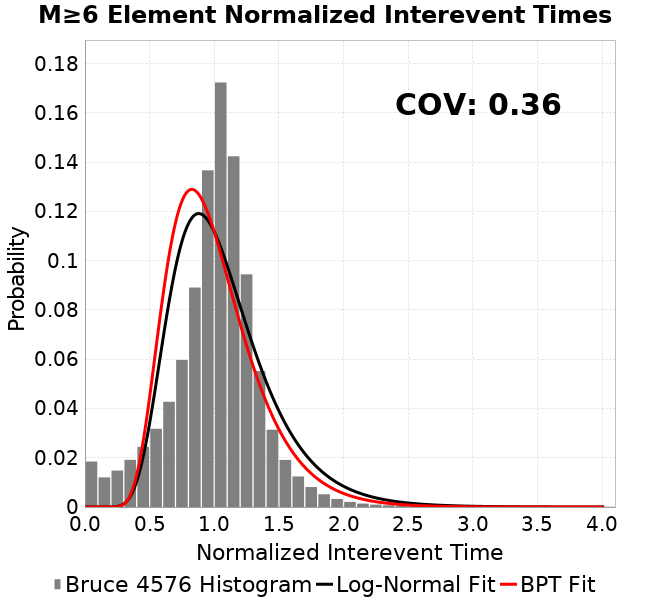 M≥6 Element Normalized Interevent Times
COV: 0.36
Probability
0.18
0.16
0.14
0.12
0.1
0.08
0.06
0.04
0.02
0
0.0 0.5 1.0 1.5 2.0 2.5 3.0 3.5 4.0
Normalized Interevent Time
Bruce 4576 Histogram Log-Normal Fit BPT Fit